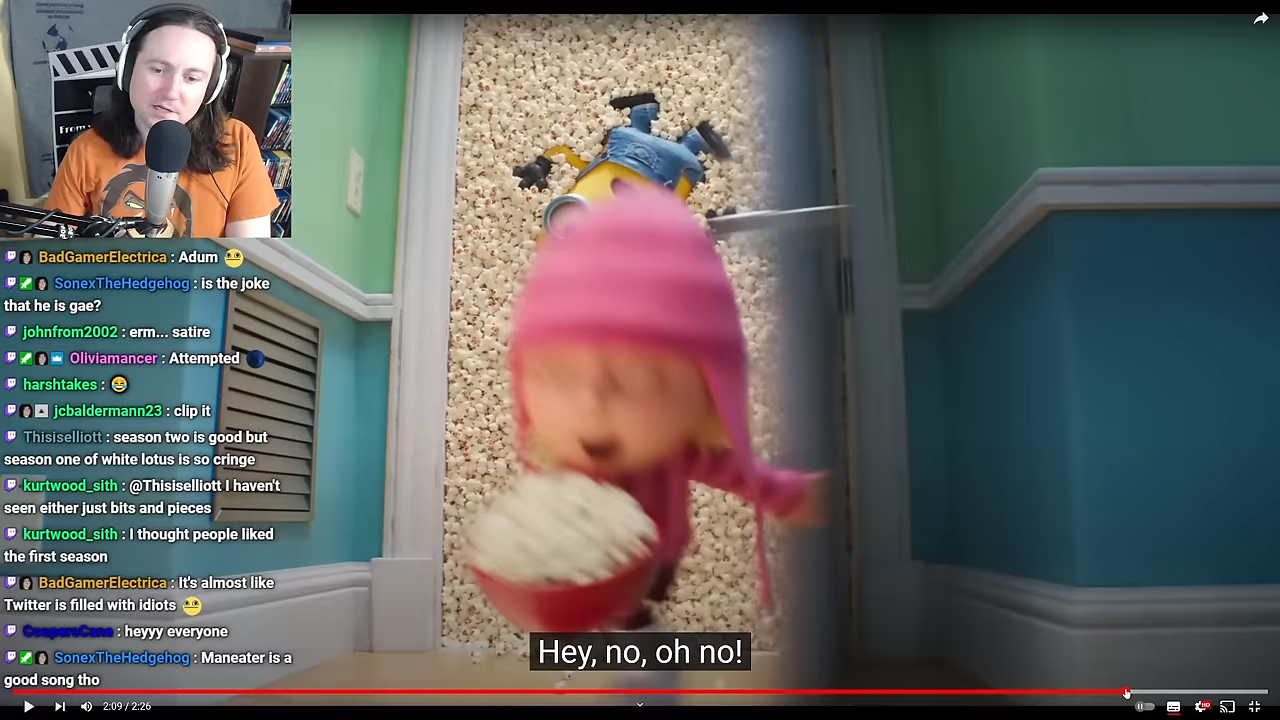 From
BadGamerElectrica : Adum
SonexTheHedgehog : Is the joke
that he is gae?
johnfrom2002 : erm... satire
Oliviamancer : Attempted
harshtakes :
jcbaldermann23 : clip it
Thisiselliott : season two is good but
season one of white lotus is so cringe
kurtwood_sith : @Thisiselliott I haven't
seen either just bits and pieces
kurtwood_sith : I thought people liked
the first season
BadGamerElectrica : It's almost like
Twitter is filled with idiots
CoopersCane : heyyy everyone
SonexTheHedgehog : Maneater is a
good song tho
Hey, no, oh no!
2:09 / 2:26
HD